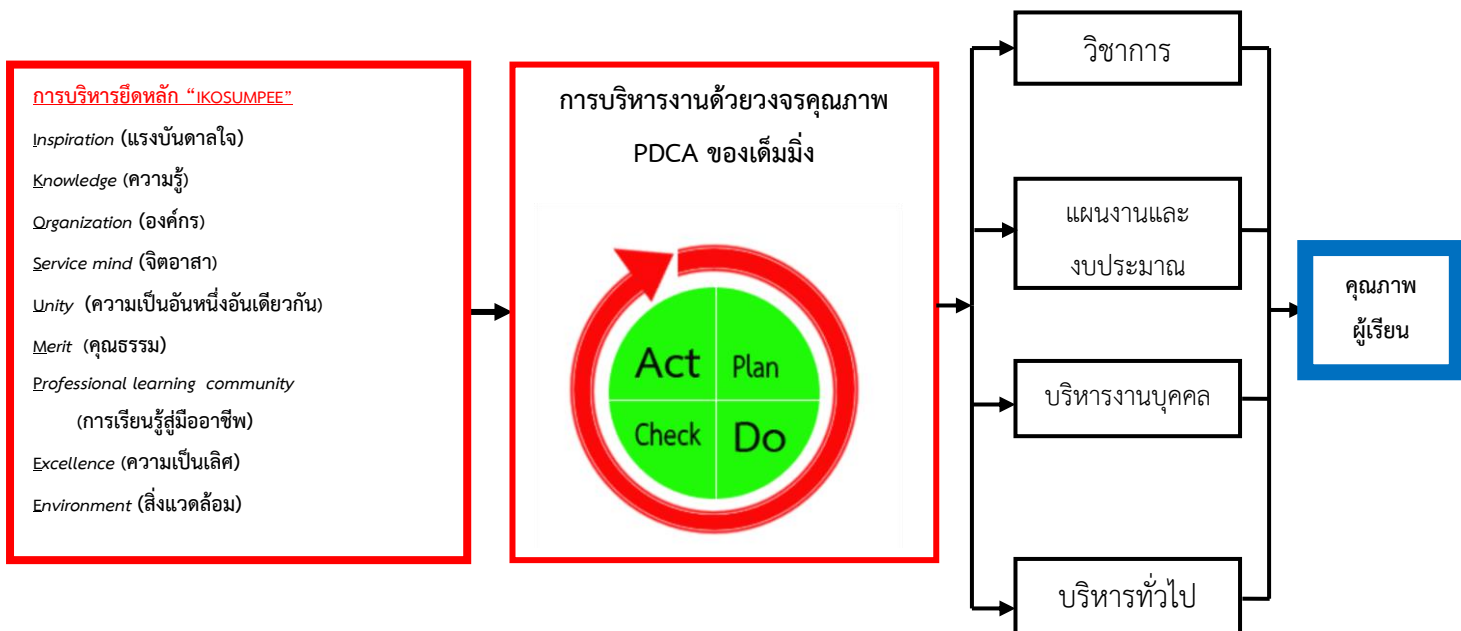 การบริหารยึดหลัก “IKOSUMPEE”
Inspiration (แรงบันดาลใจ)
Knowledge (ความรู้)
Organization (องค์กร)
Service mind (จิตอาสา)
Unity (ความเป็นอันหนึ่งอันเดียวกัน)
Merit (คุณธรรม)
Professional learning community
(การเรียนรู้สู่มืออาชีพ)
Excellence (ความเป็นเลิศ)
Environment (สิ่งแวดล้อม)
การบริหารงานด้วยวงจรคุณภาพ
PDCA ของเด็มมิ่ง
Act
Plan
Check
Do
วิชาการ
แผนงานและ
งบประมาณ
บริหารงานบุคคล
บริหารทั่วไป
คุณภาพ
ผู้เรียน